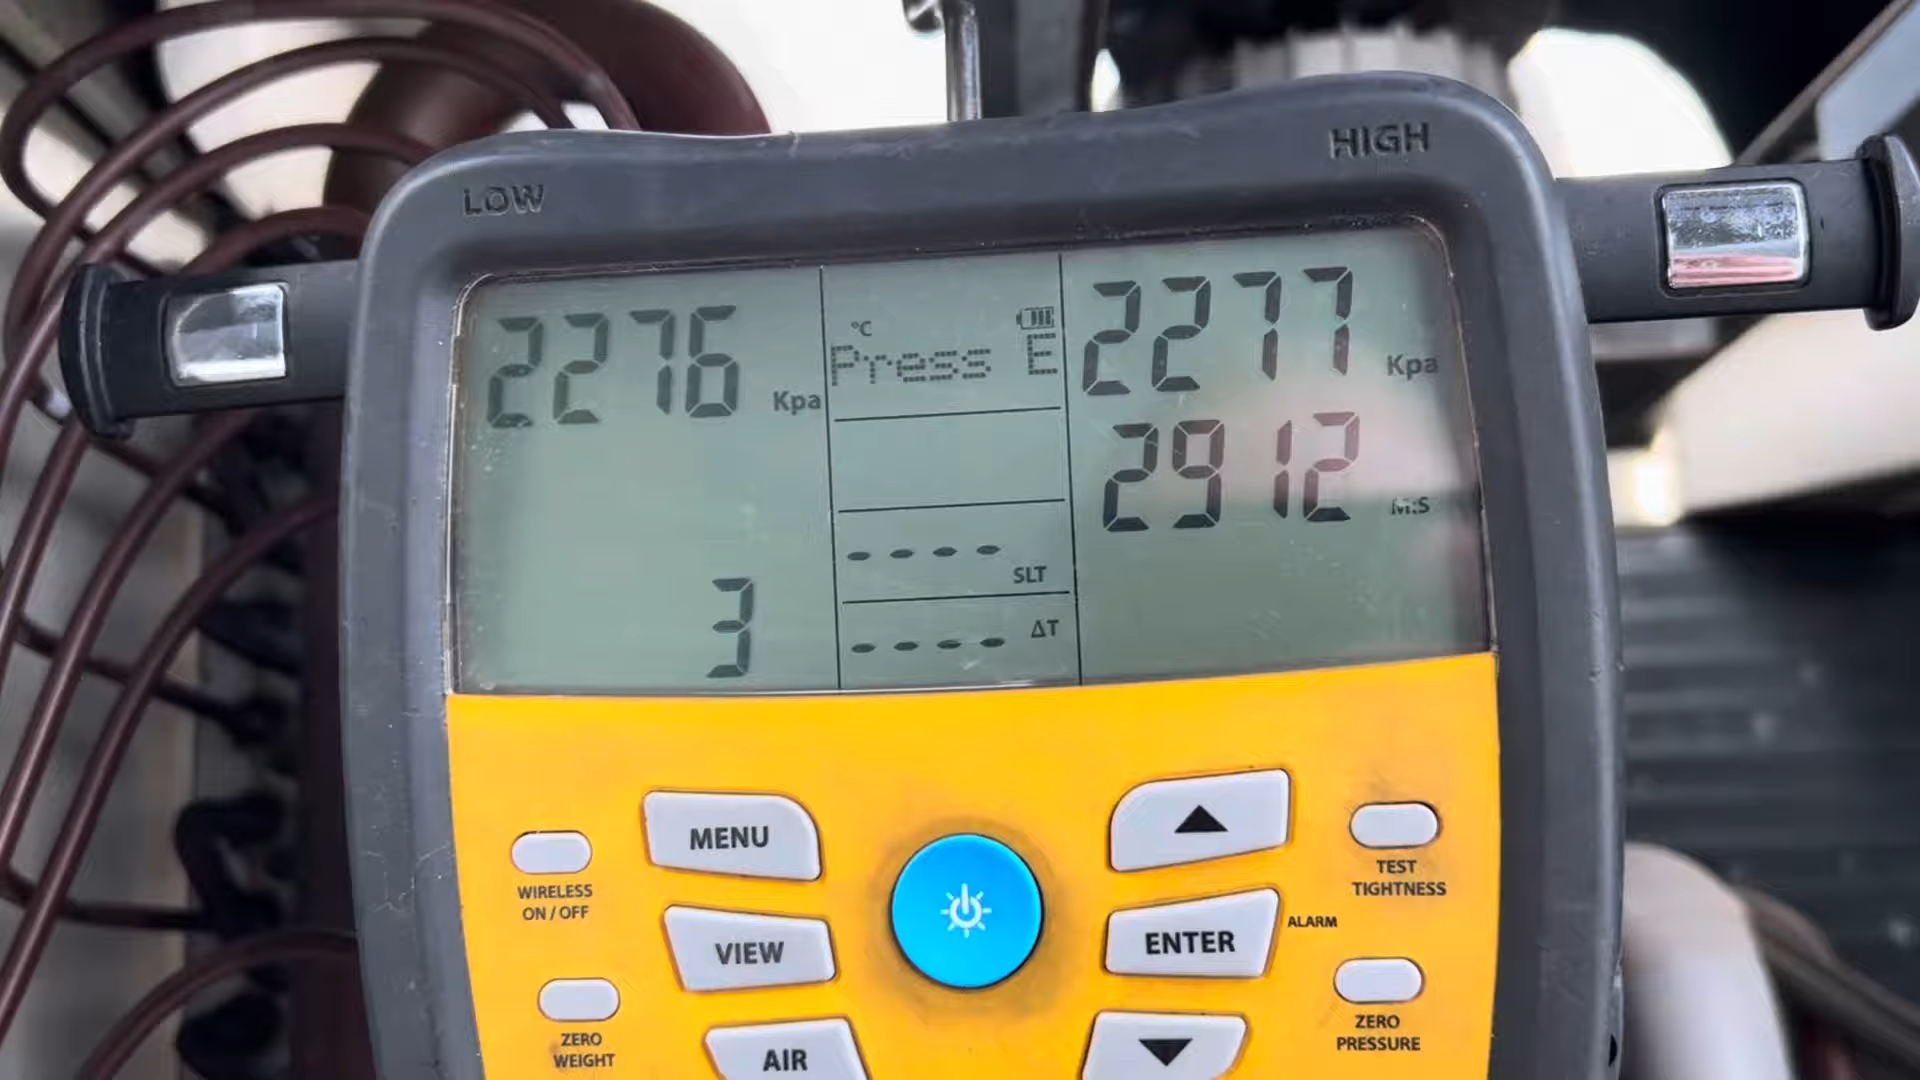 LOW
HIGH
2276 Kpa
°C
Press E
2277 Kpa
2912 M:S
---- SLT
3
---- ΔT
MENU
TEST TIGHTNESS
WIRELESS ON / OFF
VIEW
ENTER
ALARM
ZERO WEIGHT
AIR
ZERO PRESSURE